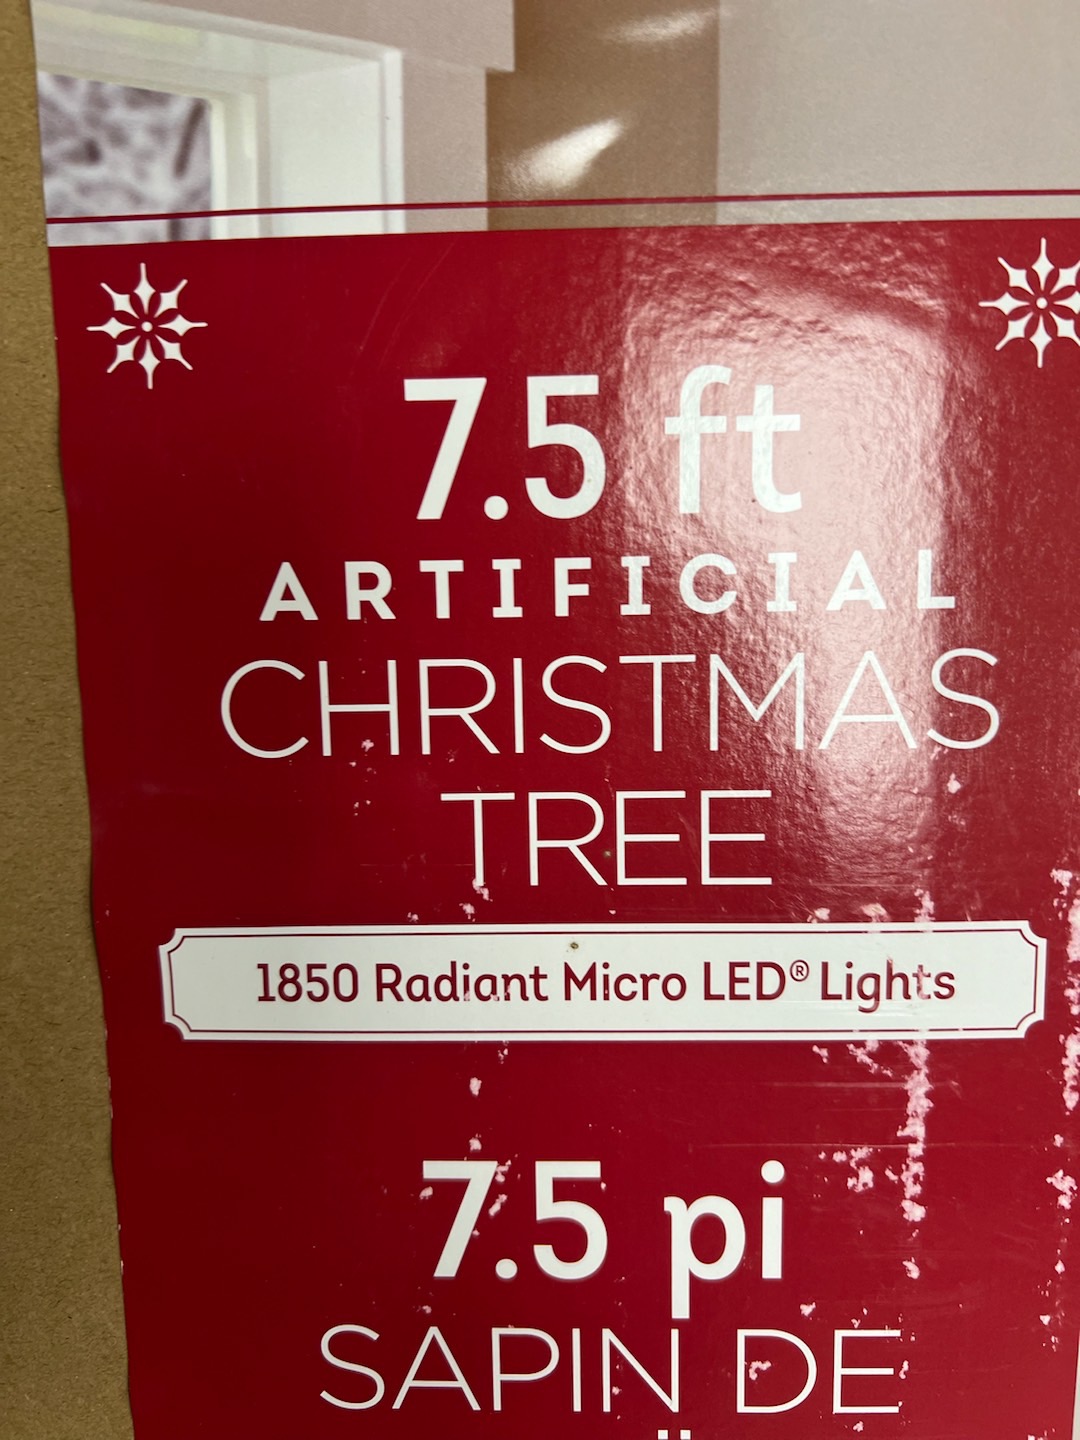 7.5 ft
ARTIFICIAL
CHRISTMAS
TREE
1850 Radiant Micro LED® Lights
7.5 pi
SAPIN DE